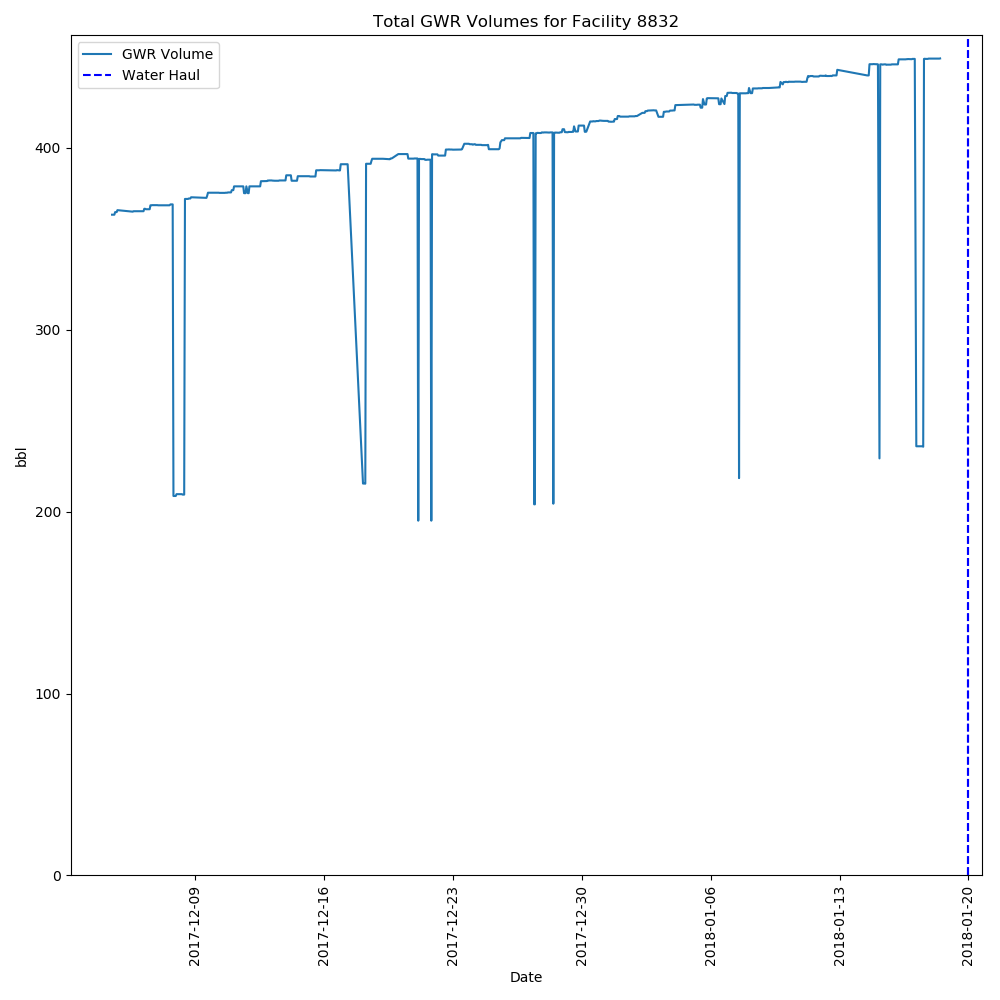 Total GWR Volumes for Facility 8832
GWR Volume
Water Haul
bbl
400
300
200
100
0
2017-12-09
2017-12-16
2017-12-23
2017-12-30
2018-01-06
2018-01-13
2018-01-20
Date